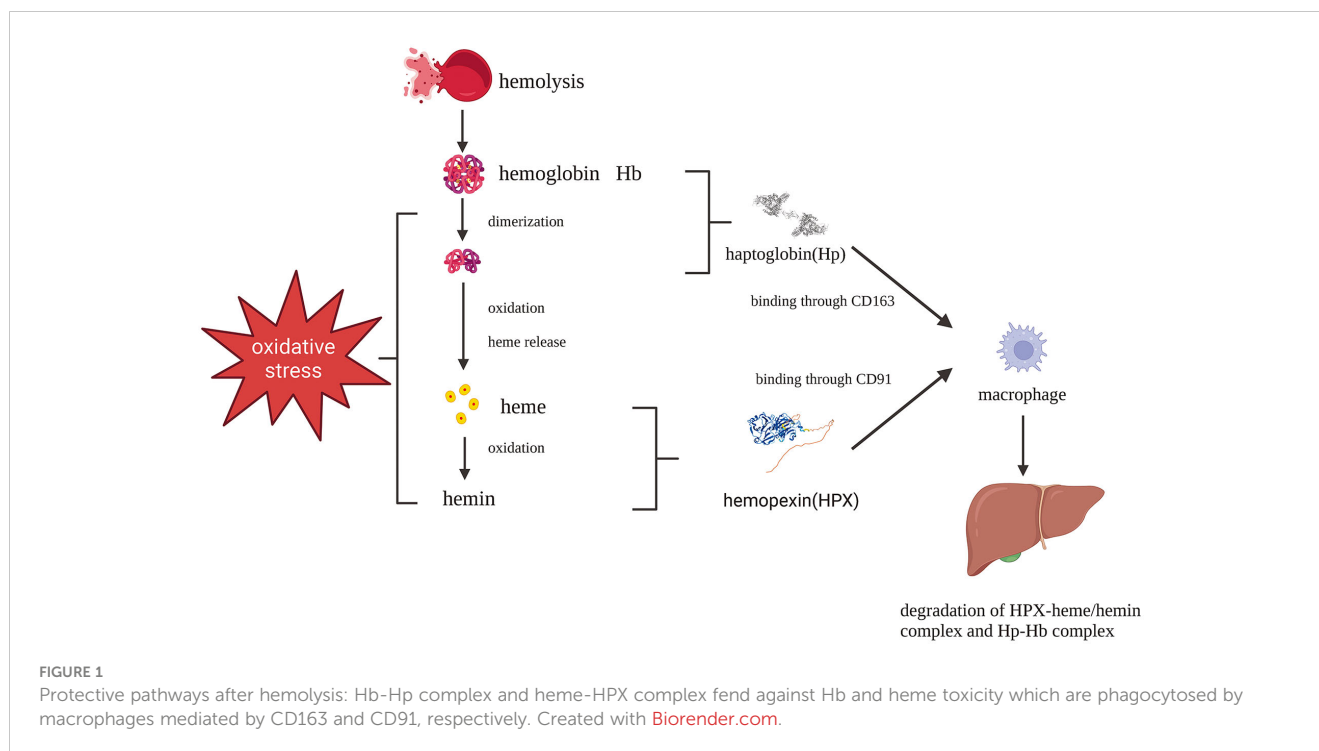 hemolysis
hemoglobin Hb
dimerization
haptoglobin(Hp)
binding through CD163
oxidation
heme release
oxidative
stress
binding through CD91
macrophage
heme
oxidation
hemin
hemopexin(HPX)
degradation of HPX-heme/hemin
complex and Hp-Hb complex
FIGURE 1
Protective pathways after hemolysis: Hb-Hp complex and heme-HPX complex fend against Hb and heme toxicity which are phagocytosed by
macrophages mediated by CD163 and CD91, respectively. Created with Biorender.com.